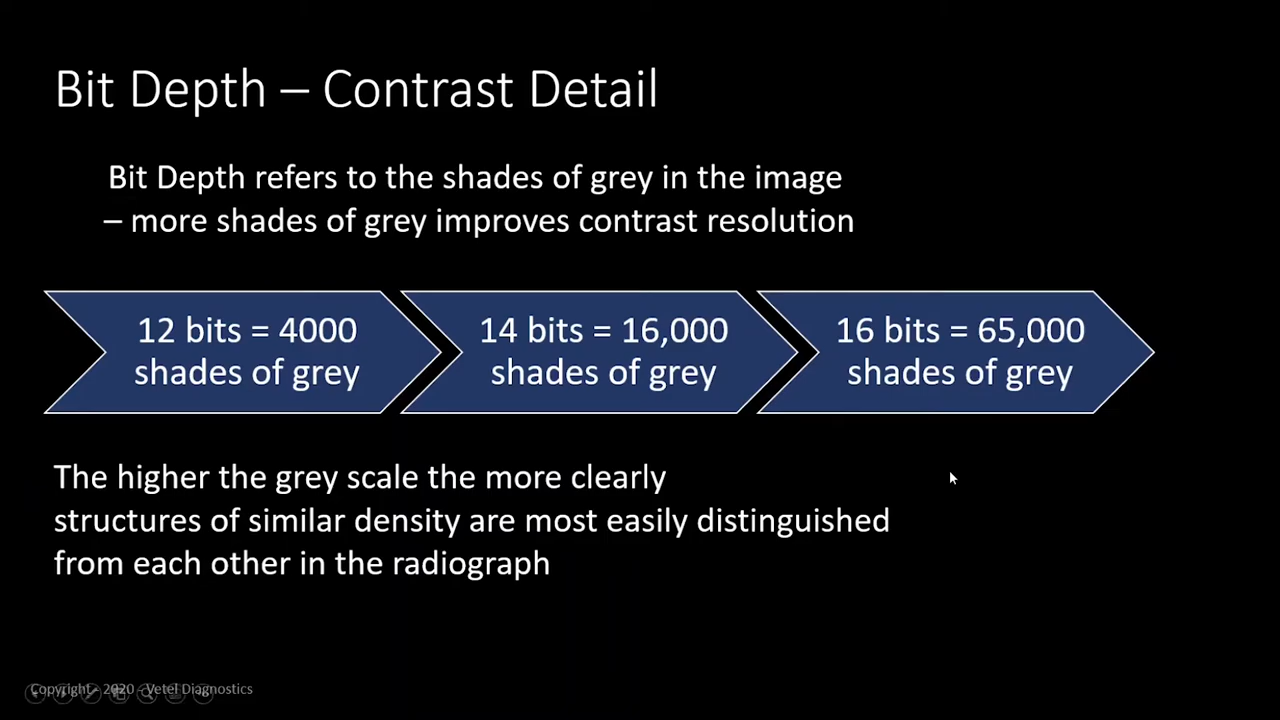 Bit Depth – Contrast Detail
Bit Depth refers to the shades of grey in the image
– more shades of grey improves contrast resolution
12 bits = 4000
shades of grey
14 bits = 16,000
shades of grey
16 bits = 65,000
shades of grey
The higher the grey scale the more clearly
structures of similar density are most easily distinguished
from each other in the radiograph
Copyright - 2020 - Vetel Diagnostics